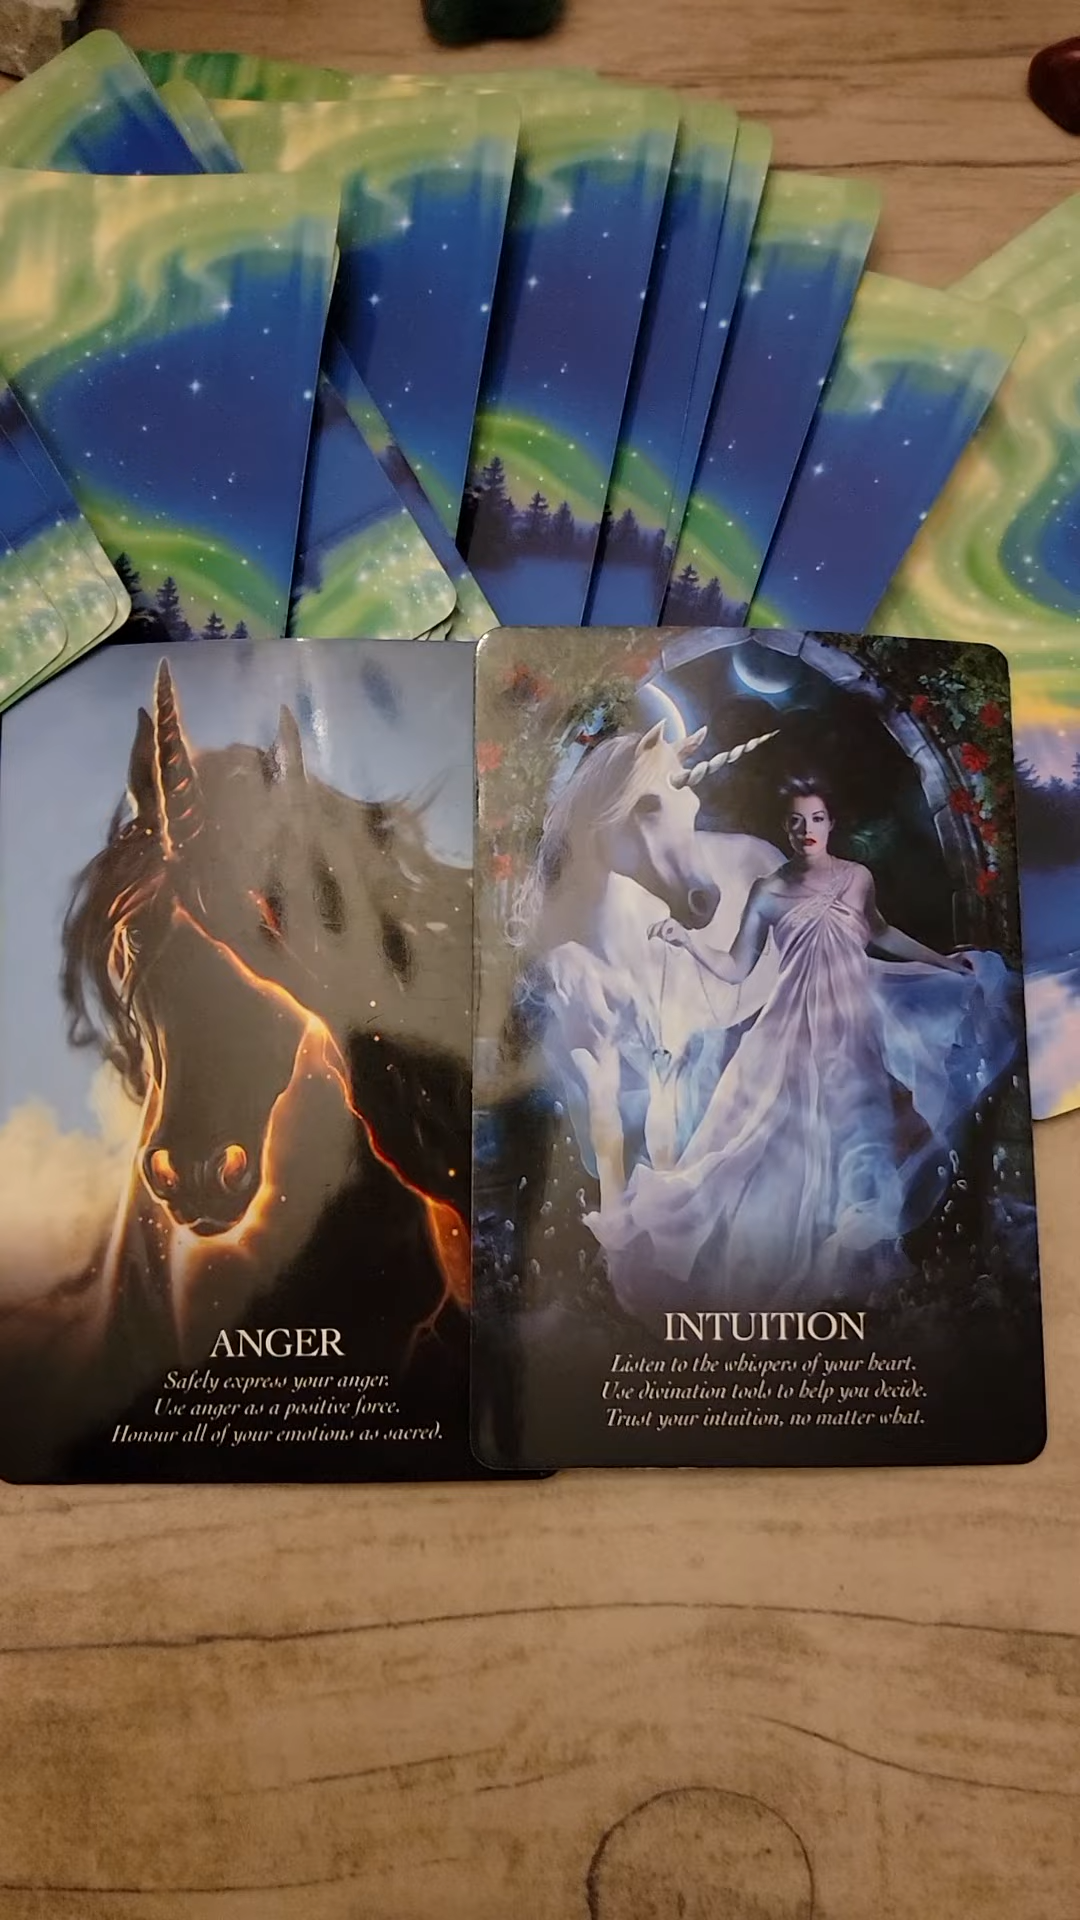 ANGER
Safely express your anger.
Use anger as a positive force.
Honour all of your emotions as sacred.
INTUITION
Listen to the whispers of your heart.
Use divination tools to help you decide.
Trust your intuition, no matter what.